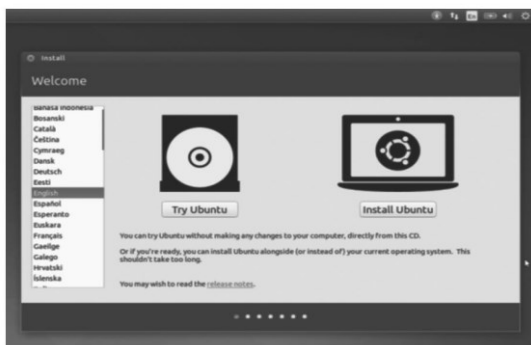 En
Install
Welcome
Bahasa Indonesia
Bosanski
Català
Čeština
Cymraeg
Dansk
Deutsch
Eesti
English
Español
Esperanto
Euskara
Français
Gaeilge
Galego
Hrvatski
Íslenska
Try Ubuntu
Install Ubuntu
You can try Ubuntu without making any changes to your computer, directly from this CD.
Or if you're ready, you can install Ubuntu alongside (or instead of) your current operating system. This
shouldn't take too long.
You may wish to read the release notes.